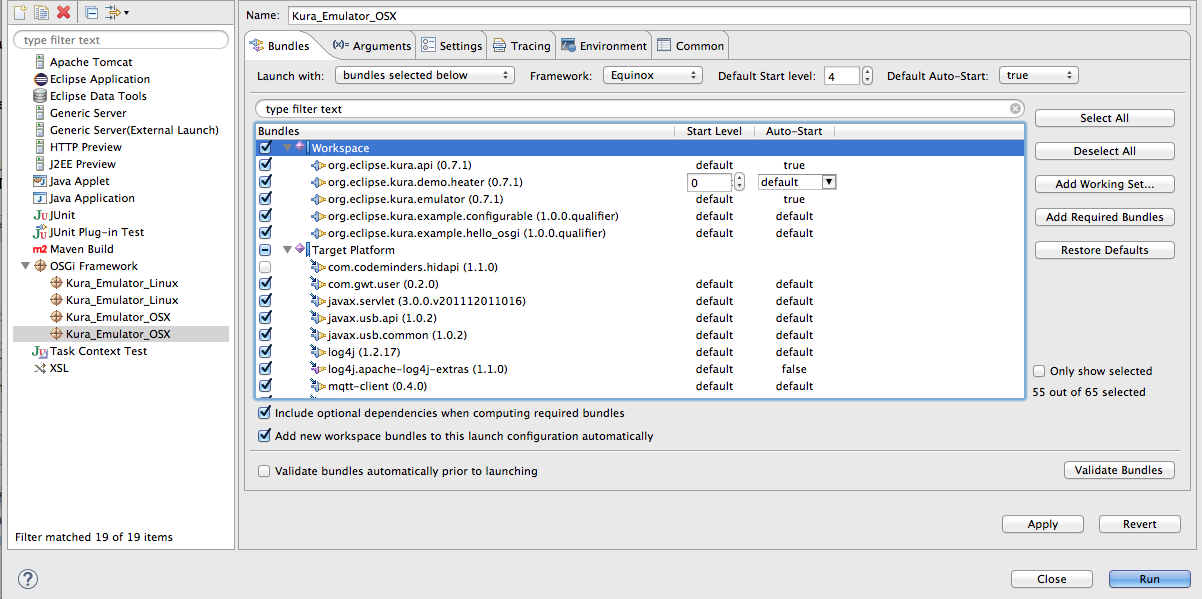 Name: Kura_Emulator_OSX
type filter text
Apache Tomcat
Eclipse Application
Eclipse Data Tools
Generic Server
Generic Server(External Launch)
HTTP Preview
J2EE Preview
Java Applet
Java Application
JUnit
JUnit Plug-in Test
Maven Build
OSGi Framework
Kura_Emulator_Linux
Kura_Emulator_Linux
Kura_Emulator_OSX
Kura_Emulator_OSX
Task Context Test
XSL
Filter matched 19 of 19 items
Bundles (x)= Arguments Settings Tracing Environment Common
Launch with: bundles selected below Framework: Equinox Default Start level: 4 Default Auto-Start: true
type filter text
Bundles Start Level Auto-Start
Workspace
org.eclipse.kura.api (0.7.1) default true
org.eclipse.kura.demo.heater (0.7.1) 0 default
org.eclipse.kura.emulator (0.7.1) default true
org.eclipse.kura.example.configurable (1.0.0.qualifier) default default
org.eclipse.kura.example.hello_osgi (1.0.0.qualifier) default default
Target Platform
com.codeminders.hidapi (1.1.0)
com.gwt.user (0.2.0) default default
javax.servlet (3.0.0.v201112011016) default default
javax.usb.api (1.0.2) default default
javax.usb.common (1.0.2) default default
log4j (1.2.17) default default
log4j.apache-log4j-extras (1.1.0) default false
mqtt-client (0.4.0) default default
Select All
Deselect All
Add Working Set...
Add Required Bundles
Restore Defaults
Only show selected
55 out of 65 selected
Include optional dependencies when computing required bundles
Add new workspace bundles to this launch configuration automatically
Validate bundles automatically prior to launching
Validate Bundles
Apply Revert
? Close Run